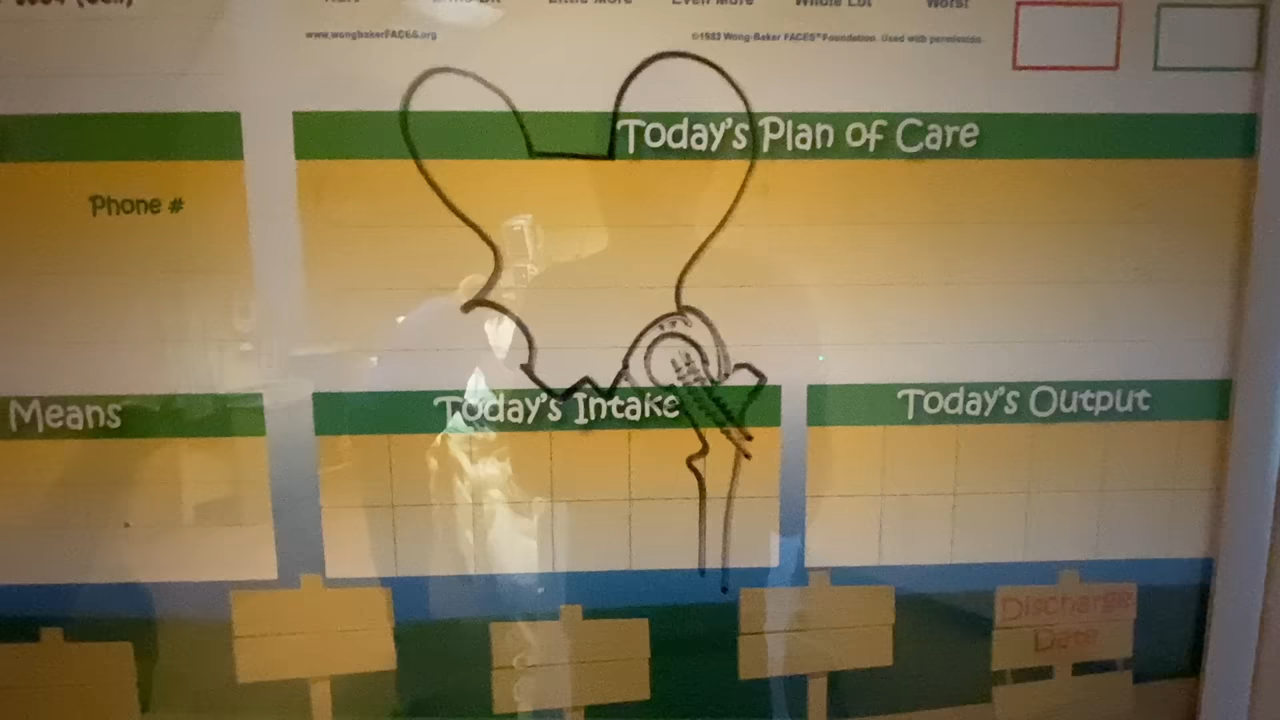 www.wongbakerFACES.org
©1983 Wong-Baker FACES® Foundation. Used with permission.
Today's Plan of Care
Phone #
Means
Today's Intake
Today's Output
Discharge
Date